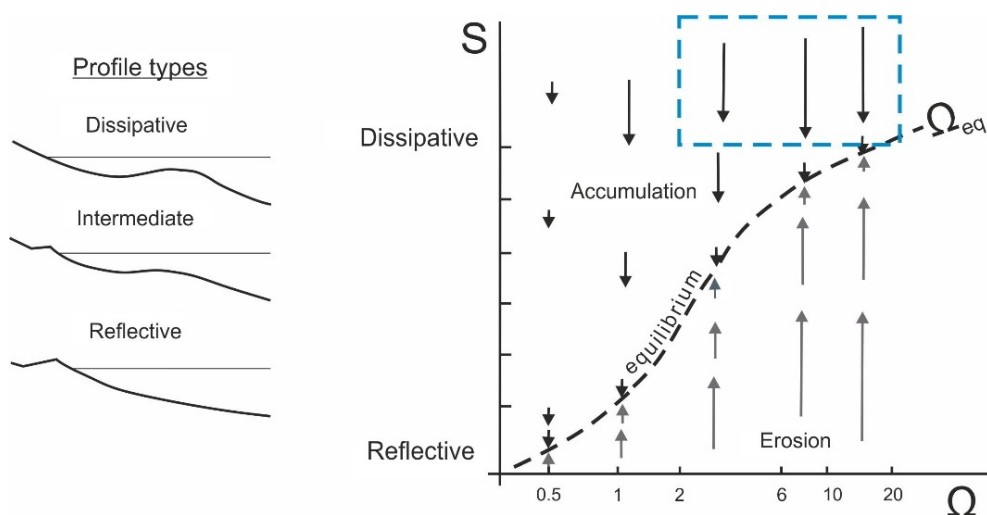 Profile types
Dissipative
Intermediate
Reflective
S
Dissipative
Reflective
Accumulation
equilibrium
Erosion
Ωeq
0.5
1
2
6
10
20
Ω